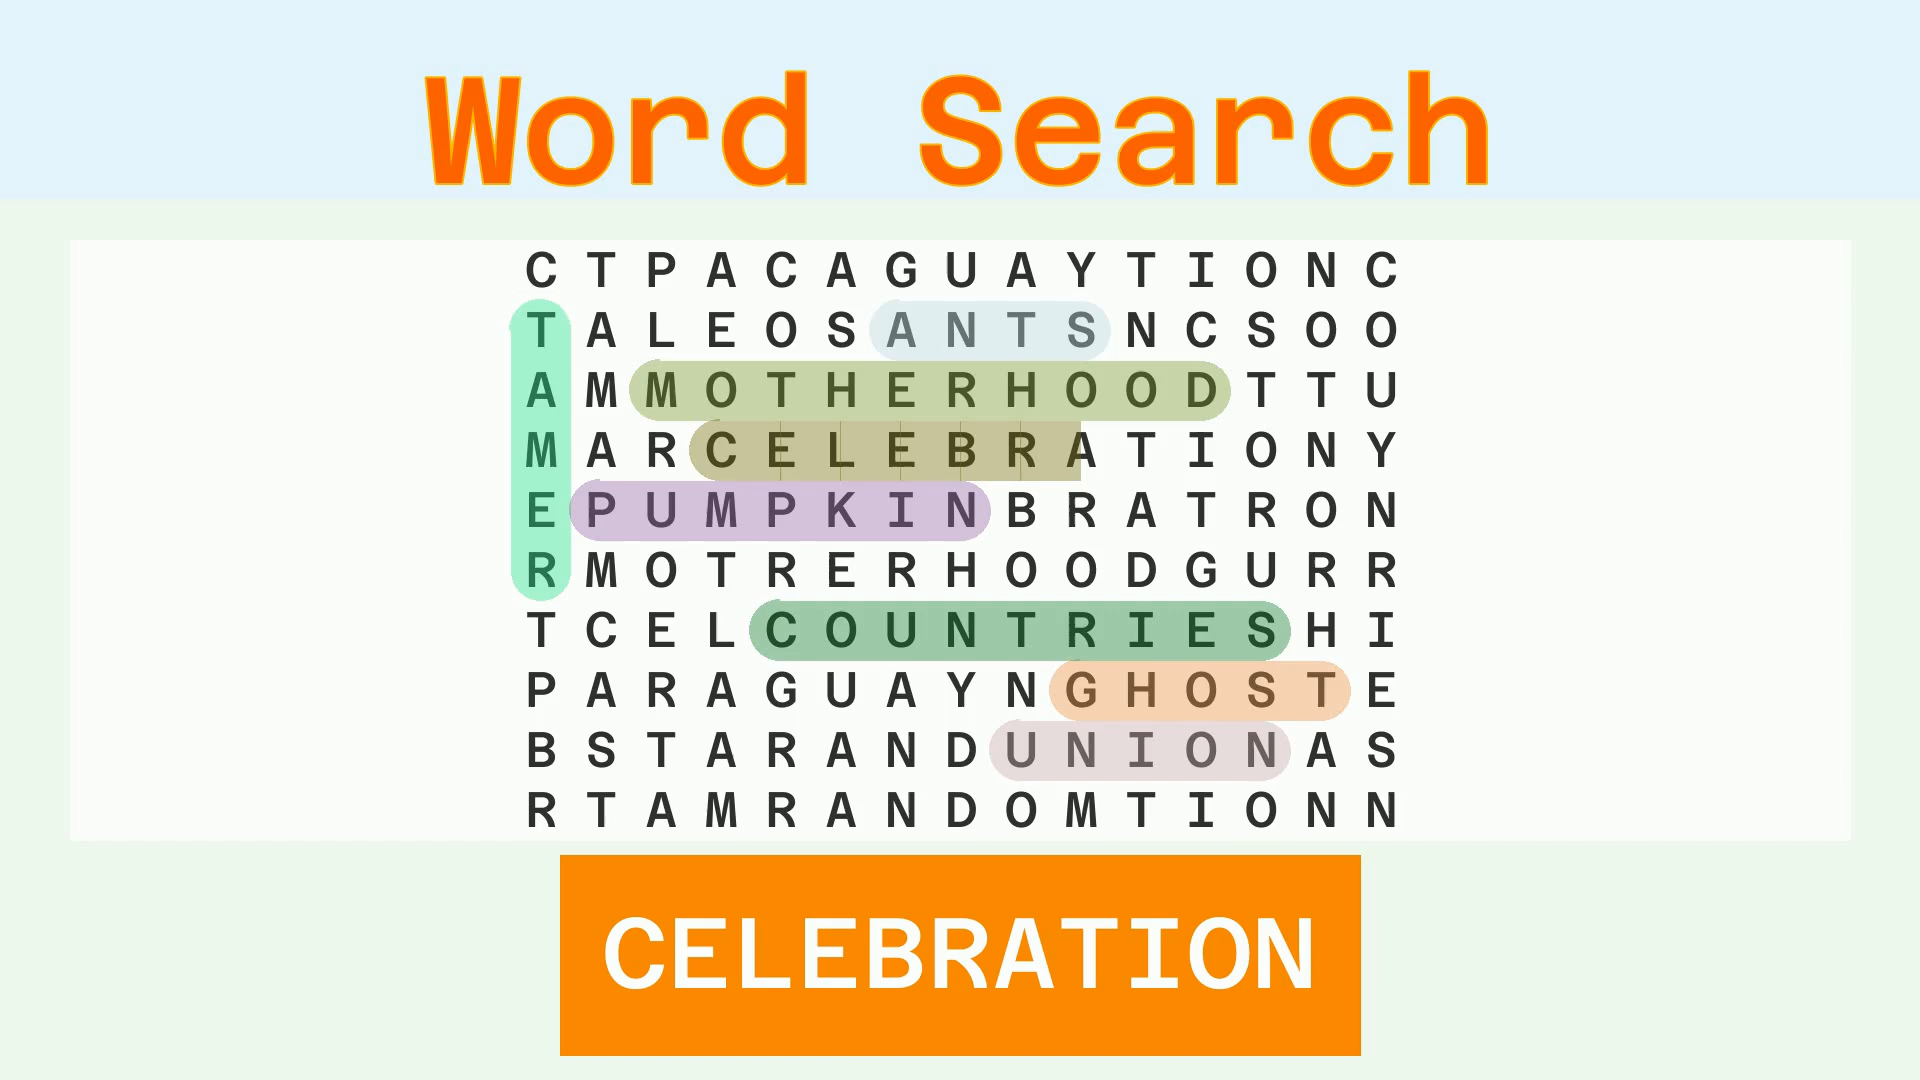 Word Search
C T P A C A G U A Y T I O N C
T A L E O S A N T S N C S O O
A M M O T H E R H O O D T T U
M A R C E L E B R A T I O N Y
E P U M P K I N B R A T R O N
R M O T R E R H O O D G U R R
T C E L C O U N T R I E S H I
P A R A G U A Y N G H O S T E
B S T A R A N D U N I O N A S
R T A M R A N D O M T I O N N
CELEBRATION